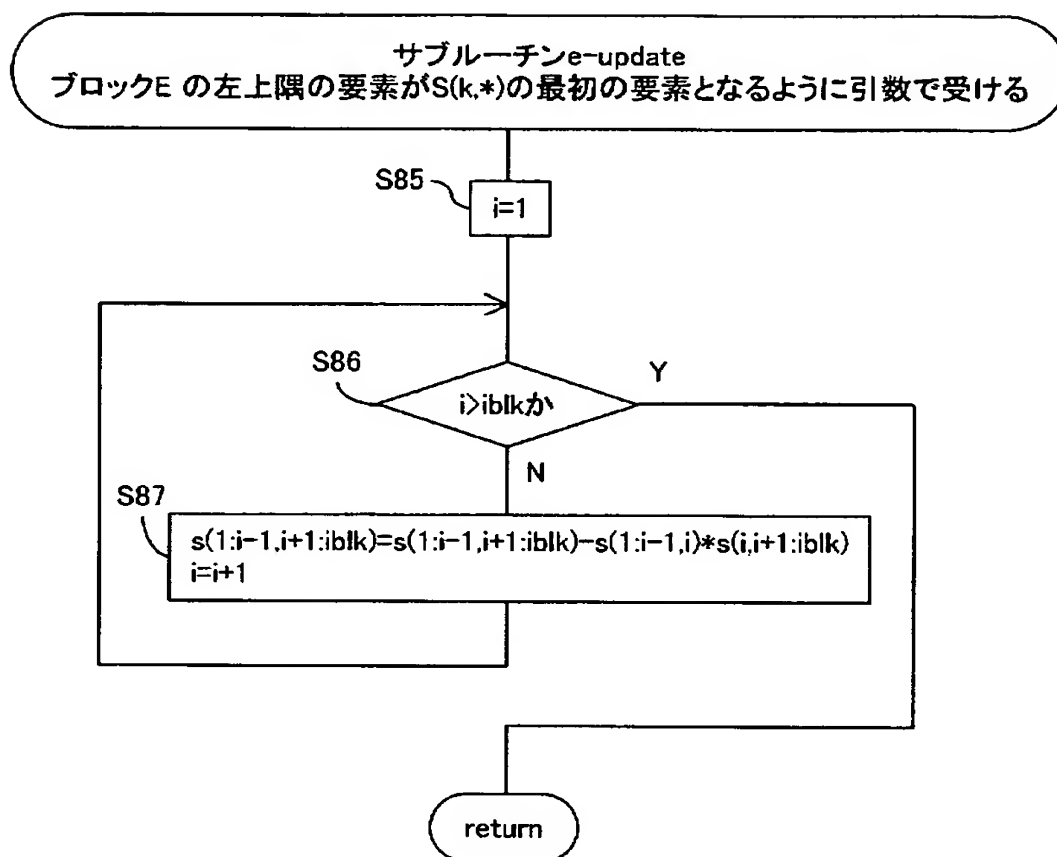 サブルーチンe-update
ブロックE の左上隅の要素がS(k,*)の最初の要素となるように引数で受ける
S85
i=1
S86
i>iblkか
Y
N
S87
s(1:i-1,i+1:iblk)=s(1:i-1,i+1:iblk)-s(1:i-1,i)*s(i,i+1:iblk)
i=i+1
return